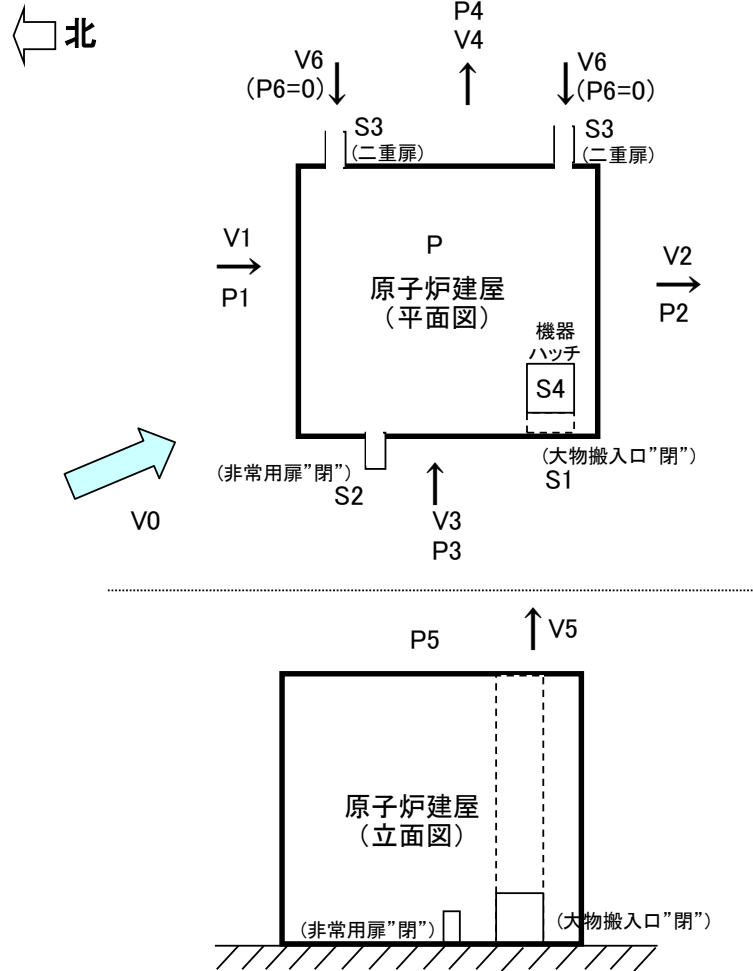 北
P4
V4
V6
(P6=0)
V6
(P6=0)
S3
(二重扉)
S3
(二重扉)
V1
P1
P
原子炉建屋
(平面図)
V2
P2
機器
ハッチ
S4
(非常用扉”閉”)
S2
(大物搬入口”閉”)
S1
V0
V3
P3
P5
V5
原子炉建屋
(立面図)
(非常用扉”閉”)
(大物搬入口”閉”)